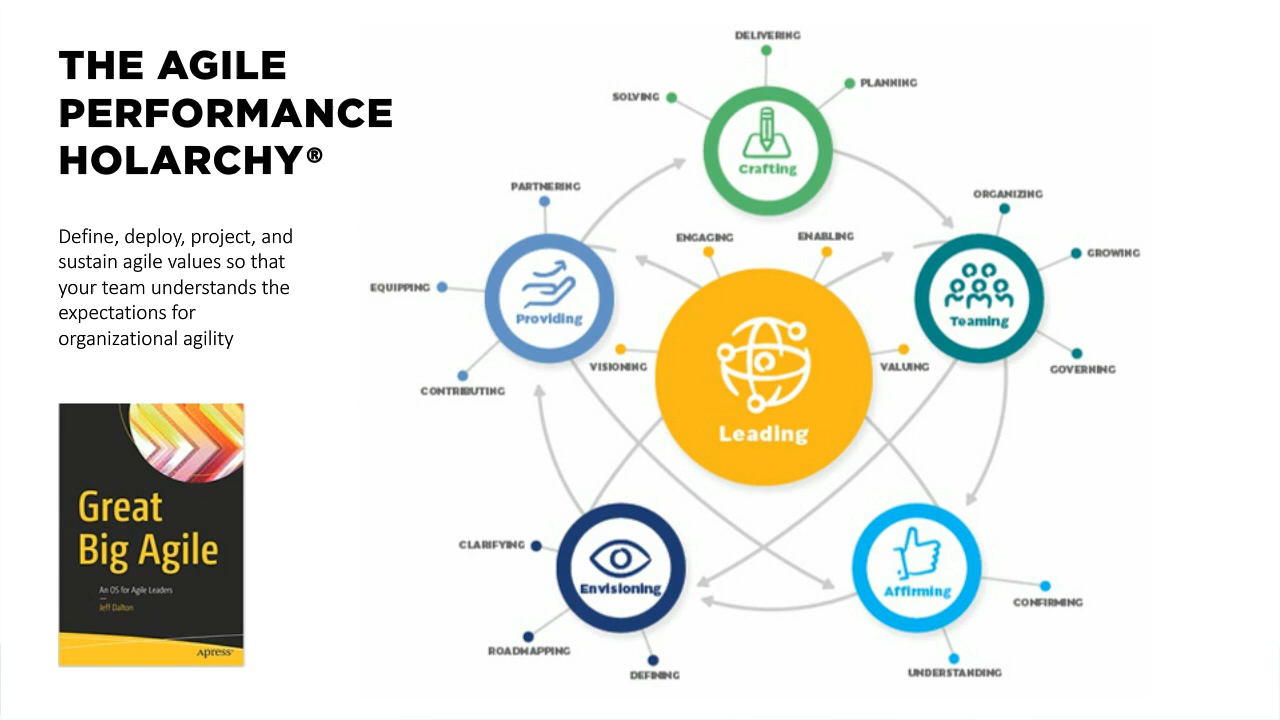 THE AGILE
PERFORMANCE
HOLARCHY®
Define, deploy, project, and
sustain agile values so that
your team understands the
expectations for
organizational agility
Great
Big Agile
An OS for Agile Leaders
Jeff Dalton
Apress®
DELIVERING
SOLVING
PLANNING
Crafting
PARTNERING
EQUIPPING
CONTRIBUTING
Providing
ENGAGING
ENABLING
VISIONING
VALUING
Leading
ORGANIZING
GROWING
GOVERNING
Teaming
CLARIFYING
ROADMAPPING
DEFINING
Envisioning
Affirming
CONFIRMING
UNDERSTANDING